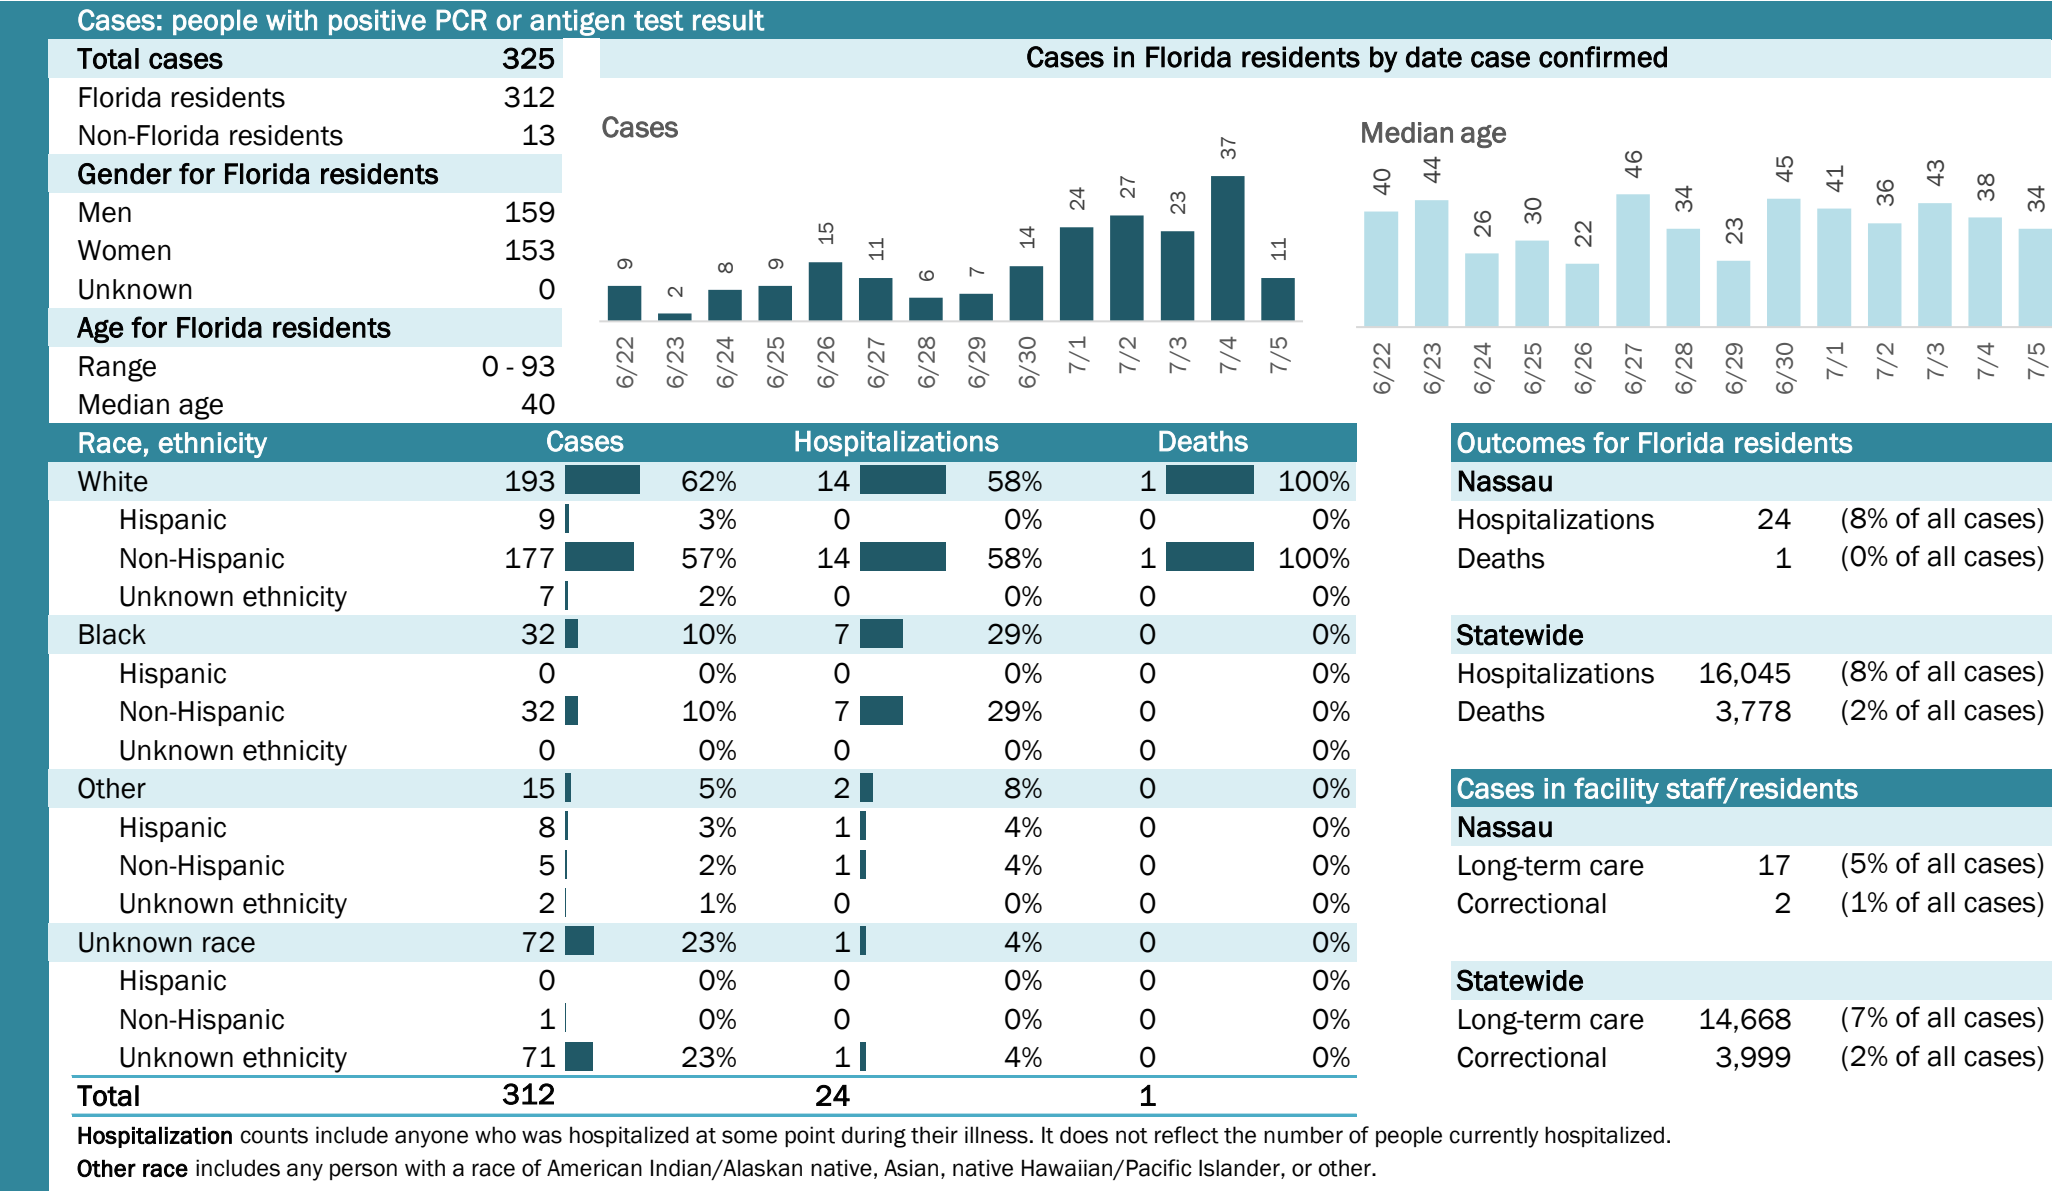 Cases: people with positive PCR or antigen test result
Total cases 325
Florida residents 312
Non-Florida residents 13
Gender for Florida residents
Men 159
Women 153
Unknown 0
Age for Florida residents
Range 0 - 93
Median age 40
Cases in Florida residents by date case confirmed
Cases
9 2 8 9 15 11 6 7 14 24 27 23 37 11
6/22 6/23 6/24 6/25 6/26 6/27 6/28 6/29 6/30 7/1 7/2 7/3 7/4 7/5
Median age
40 44 26 30 22 46 34 23 45 41 36 43 38 34
6/22 6/23 6/24 6/25 6/26 6/27 6/28 6/29 6/30 7/1 7/2 7/3 7/4 7/5
Race, ethnicity Cases Hospitalizations Deaths
White 193 62% 14 58% 1 100%
Hispanic 9 3% 0 0% 0 0%
Non-Hispanic 177 57% 14 58% 1 100%
Unknown ethnicity 7 2% 0 0% 0 0%
Black 32 10% 7 29% 0 0%
Hispanic 0 0% 0 0% 0 0%
Non-Hispanic 32 10% 7 29% 0 0%
Unknown ethnicity 0 0% 0 0% 0 0%
Other 15 5% 2 8% 0 0%
Hispanic 8 3% 1 4% 0 0%
Non-Hispanic 5 2% 1 4% 0 0%
Unknown ethnicity 2 1% 0 0% 0 0%
Unknown race 72 23% 1 4% 0 0%
Hispanic 0 0% 0 0% 0 0%
Non-Hispanic 1 0% 0 0% 0 0%
Unknown ethnicity 71 23% 1 4% 0 0%
Total 312 24 1
Outcomes for Florida residents
Nassau
Hospitalizations 24 (8% of all cases)
Deaths 1 (0% of all cases)
Statewide
Hospitalizations 16,045 (8% of all cases)
Deaths 3,778 (2% of all cases)
Cases in facility staff/residents
Nassau
Long-term care 17 (5% of all cases)
Correctional 2 (1% of all cases)
Statewide
Long-term care 14,668 (7% of all cases)
Correctional 3,999 (2% of all cases)
Hospitalization counts include anyone who was hospitalized at some point during their illness. It does not reflect the number of people currently hospitalized.
Other race includes any person with a race of American Indian/Alaskan native, Asian, native Hawaiian/Pacific Islander, or other.